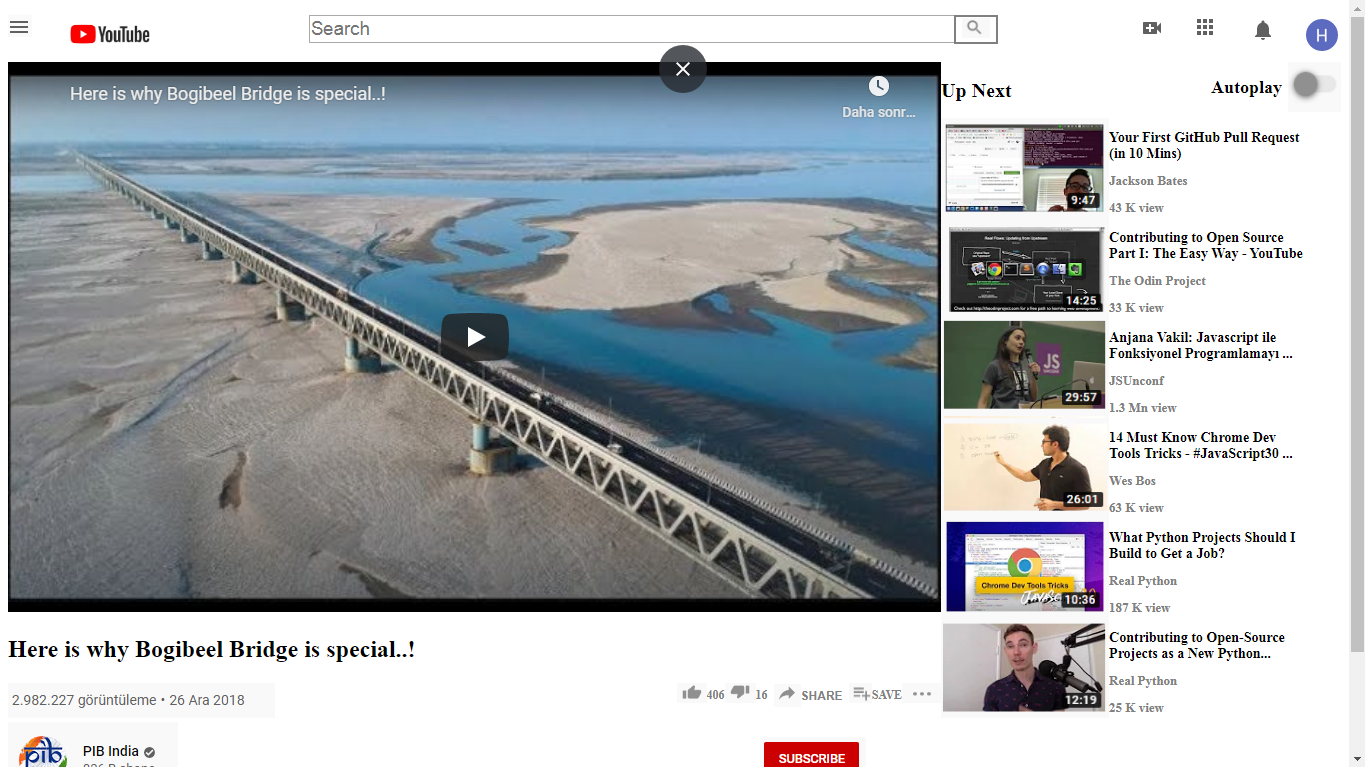 YouTube
Search
H
Here is why Bogibeel Bridge is special..!
Daha sonr...
Up Next
Autoplay
9:47
Your First GitHub Pull Request
(in 10 Mins)
Jackson Bates
43 K view
14:25
Contributing to Open Source
Part I: The Easy Way - YouTube
The Odin Project
33 K view
JS
29:57
Anjana Vakil: Javascript ile
Fonksiyonel Programlamayı ...
JSUnconf
1.3 Mn view
26:01
14 Must Know Chrome Dev
Tools Tricks - #JavaScript30 ...
Wes Bos
63 K view
Chrome Dev Tools Tricks
10:36
What Python Projects Should I
Build to Get a Job?
Real Python
187 K view
12:19
Contributing to Open-Source
Projects as a New Python...
Real Python
25 K view
Here is why Bogibeel Bridge is special..!
2.982.227 görüntüleme • 26 Ara 2018
406 16 SHARE SAVE
pib
PIB India
SUBSCRIBE